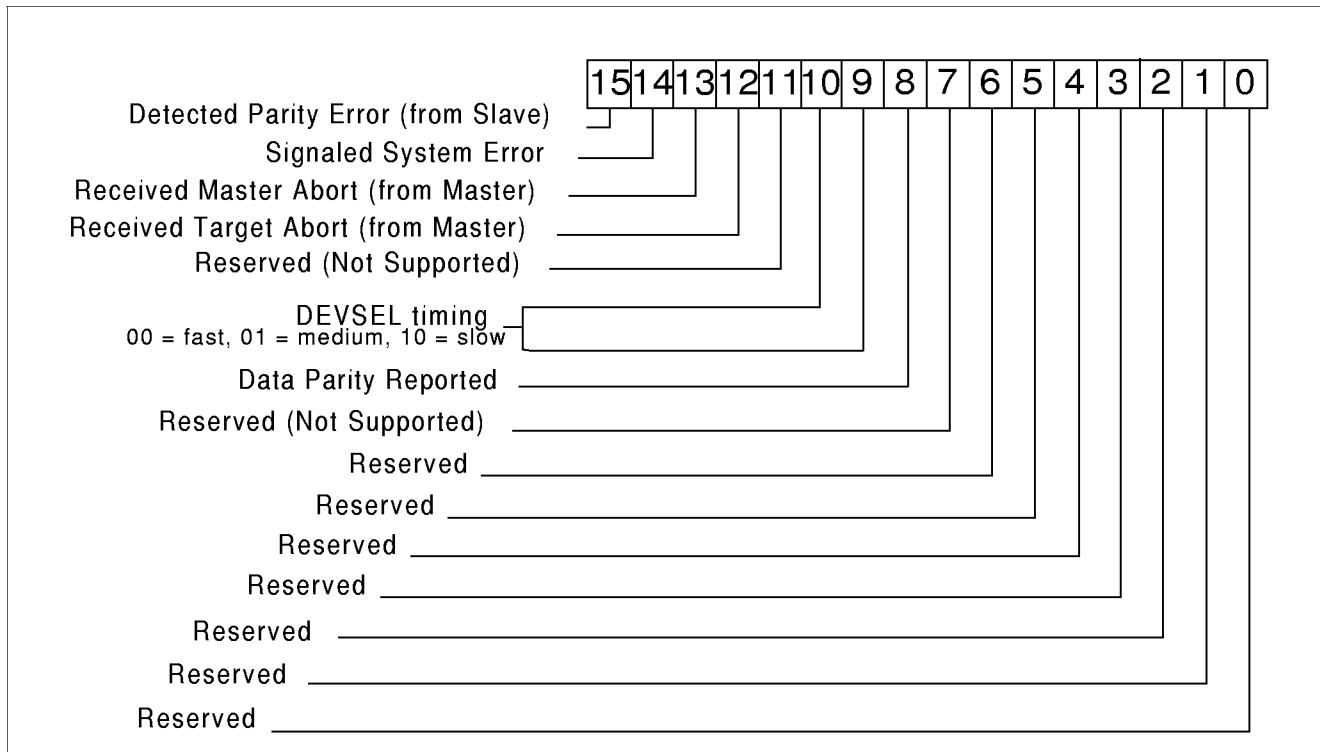 15 14 13 12 11 10 9 8 7 6 5 4 3 2 1 0
Detected Parity Error (from Slave)
Signaled System Error
Received Master Abort (from Master)
Received Target Abort (from Master)
Reserved (Not Supported)
DEVSEL timing
00 = fast, 01 = medium, 10 = slow
Data Parity Reported
Reserved (Not Supported)
Reserved
Reserved
Reserved
Reserved
Reserved
Reserved
Reserved